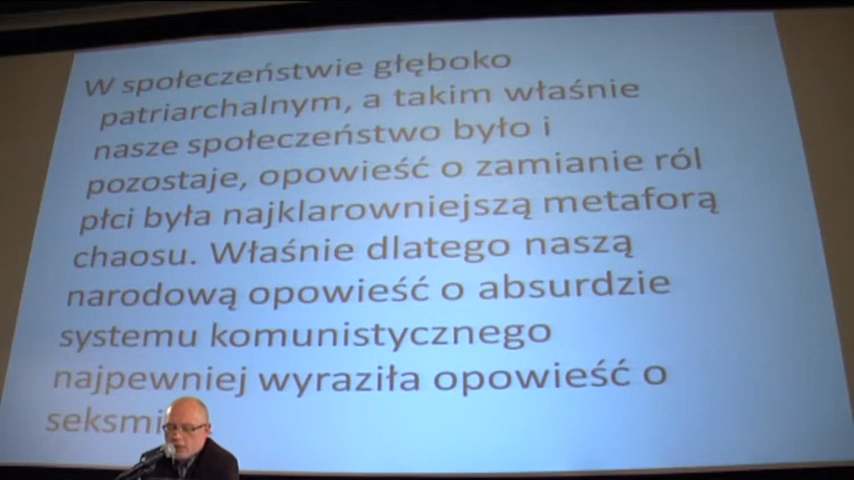 W społeczeństwie głęboko
patriarchalnym, a takim właśnie
nasze społeczeństwo było i
pozostaje, opowieść o zamianie ról
płci była najklarowniejszą metaforą
chaosu. Właśnie dlatego naszą
narodową opowieść o absurdzie
systemu komunistycznego
najpewniej wyraziła opowieść o